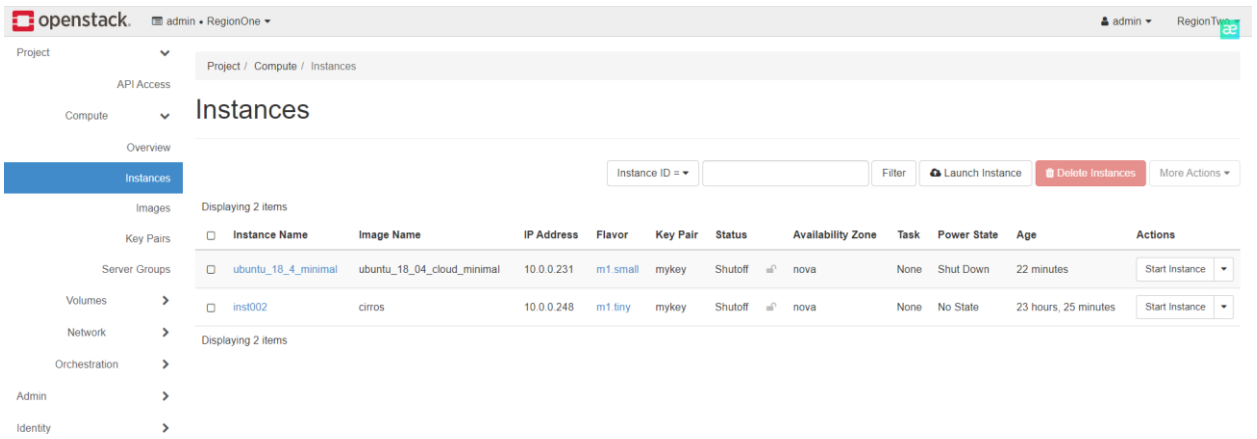 openstack. admin • RegionOne admin RegionTwo
æ
Project
API Access
Compute
Overview
Instances
Images
Key Pairs
Server Groups
Volumes
Network
Orchestration
Admin
Identity
Project / Compute / Instances
Instances
Instance ID = Filter Launch Instance Delete Instances More Actions
Displaying 2 items
Instance Name Image Name IP Address Flavor Key Pair Status Availability Zone Task Power State Age Actions
ubuntu_18_4_minimal ubuntu_18_04_cloud_minimal 10.0.0.231 m1.small mykey Shutoff nova None Shut Down 22 minutes Start Instance
inst002 cirros 10.0.0.248 m1.tiny mykey Shutoff nova None No State 23 hours, 25 minutes Start Instance
Displaying 2 items